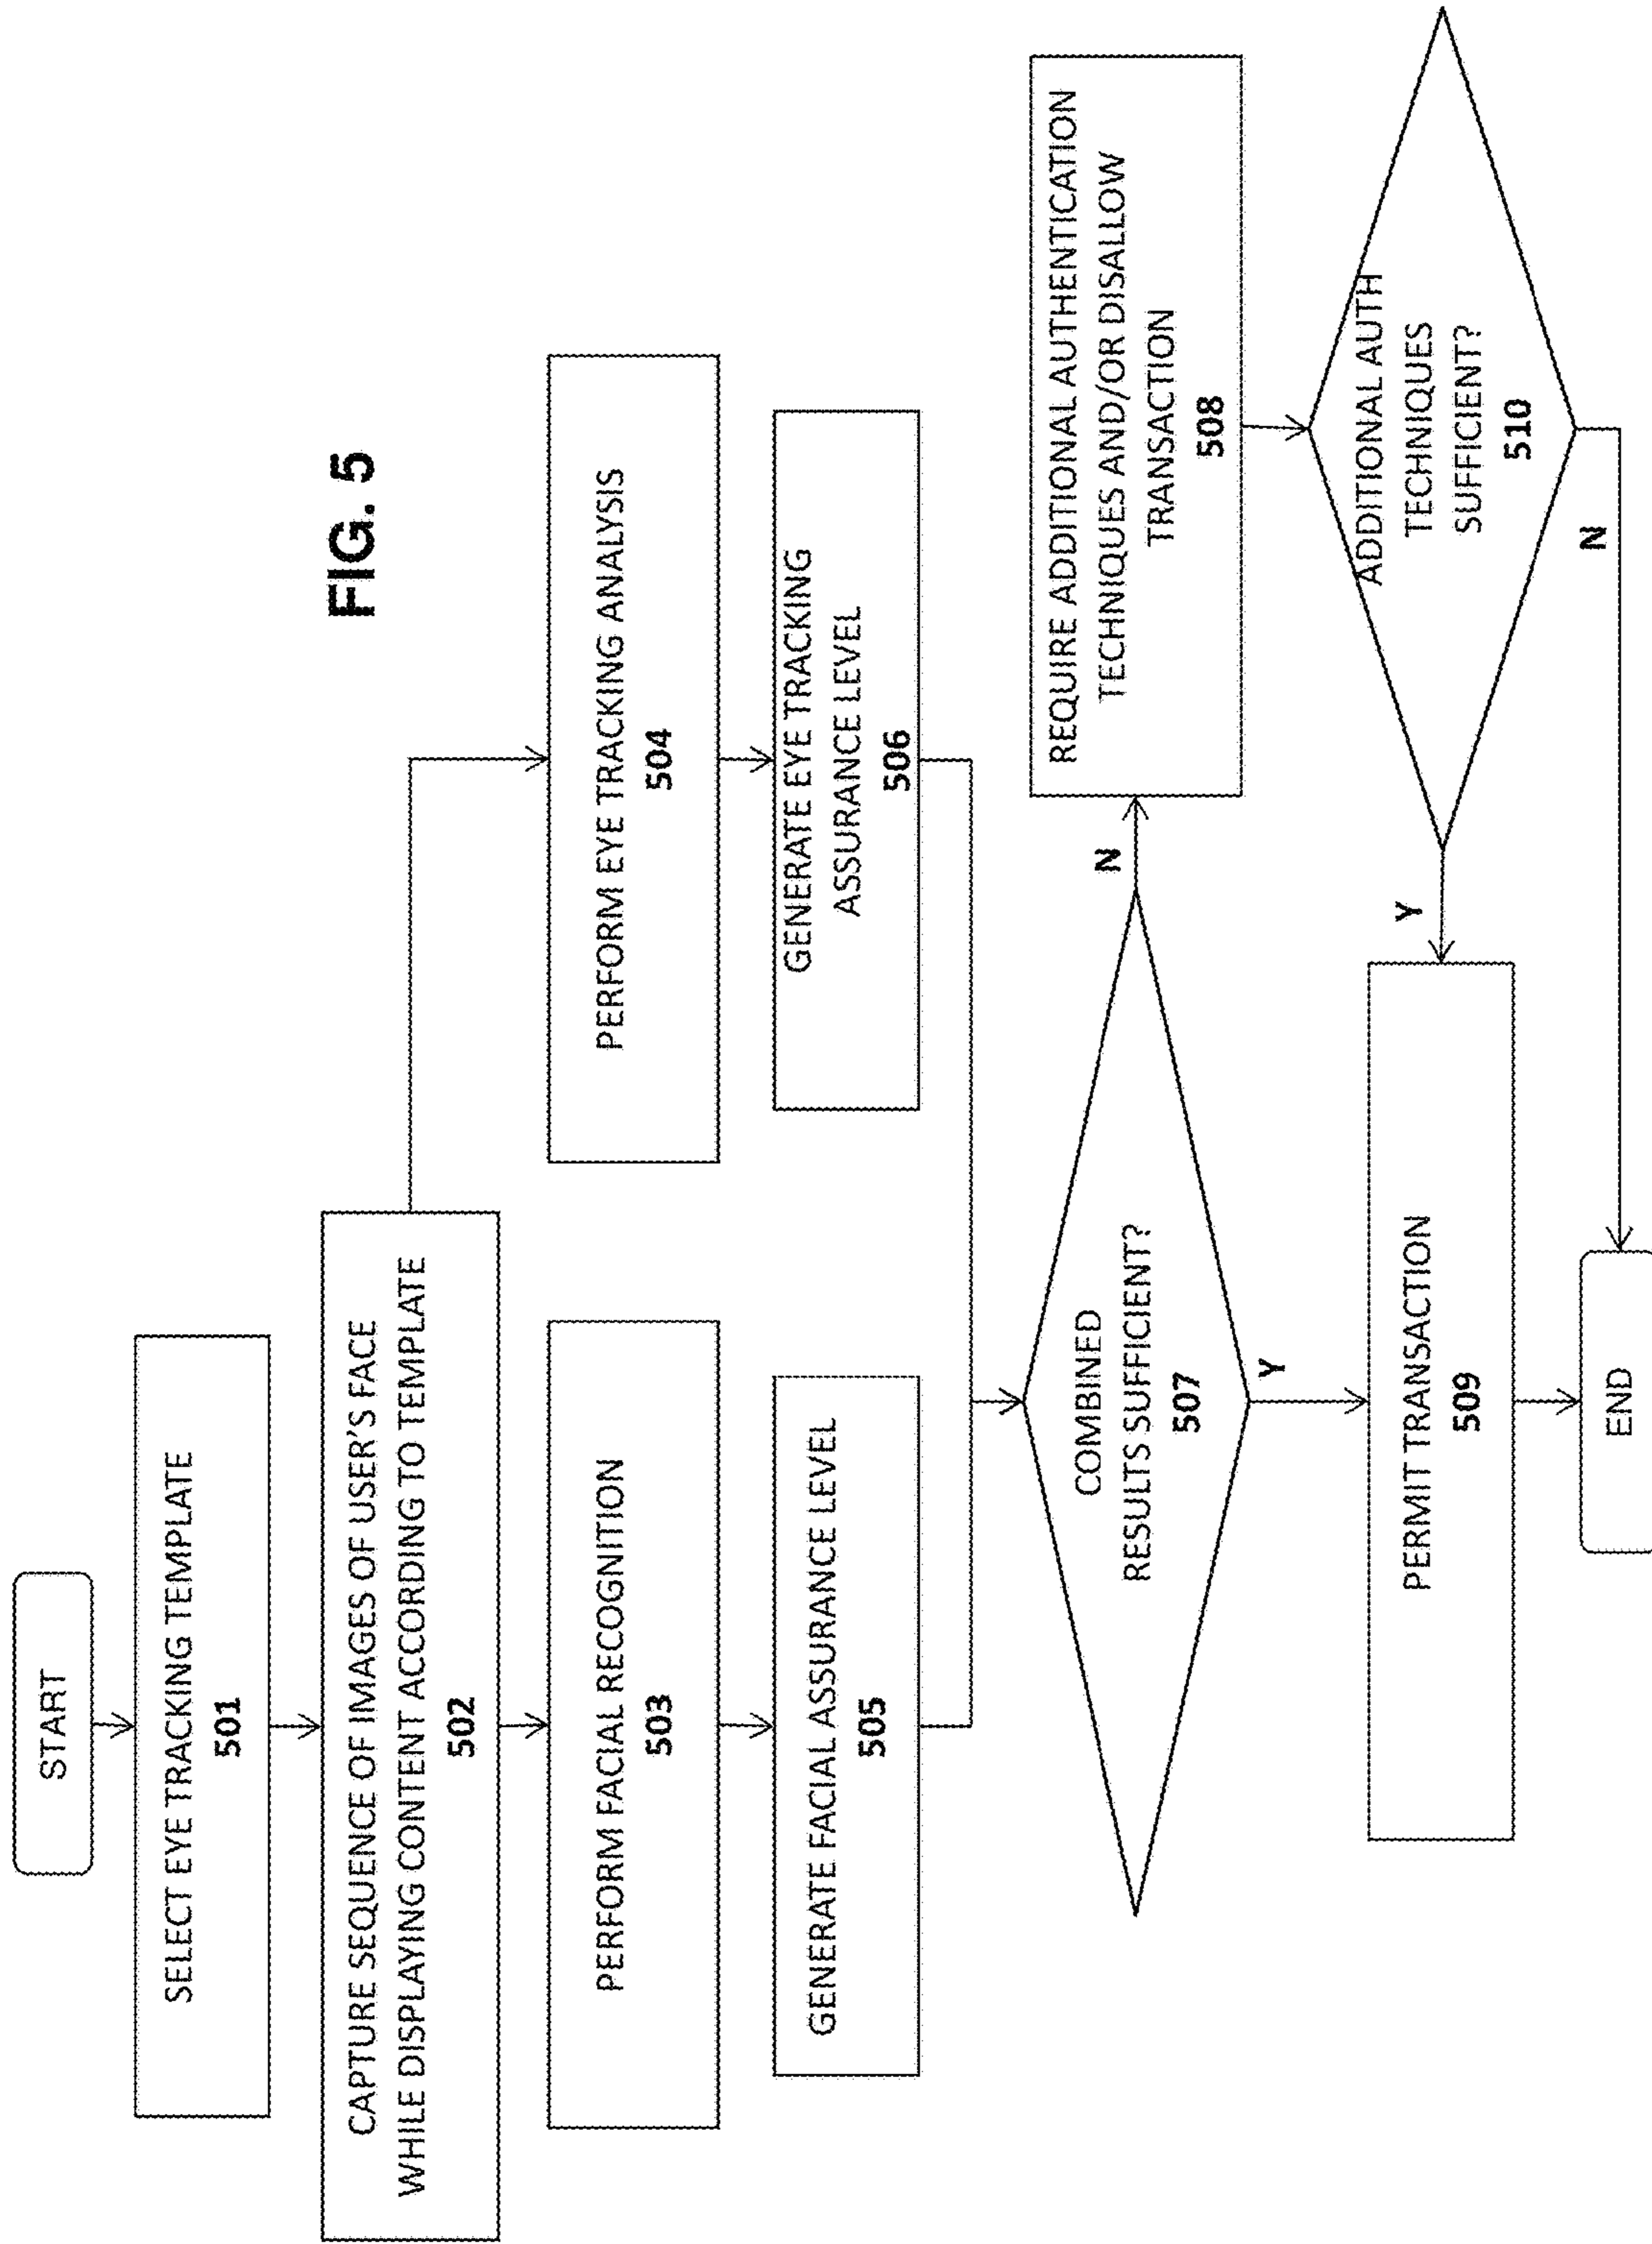 FIG. 5
START
SELECT EYE TRACKING TEMPLATE
501
CAPTURE SEQUENCE OF IMAGES OF USER'S FACE
WHILE DISPLAYING CONTENT ACCORDING TO TEMPLATE
502
PERFORM FACIAL RECOGNITION
503
PERFORM EYE TRACKING ANALYSIS
504
GENERATE FACIAL ASSURANCE LEVEL
505
GENERATE EYE TRACKING
ASSURANCE LEVEL
506
COMBINED
RESULTS SUFFICIENT?
507
N
Y
REQUIRE ADDITIONAL AUTHENTICATION
TECHNIQUES AND/OR DISALLOW
TRANSACTION
508
PERMIT TRANSACTION
509
Y
ADDITIONAL AUTH
TECHNIQUES
SUFFICIENT?
510
N
END